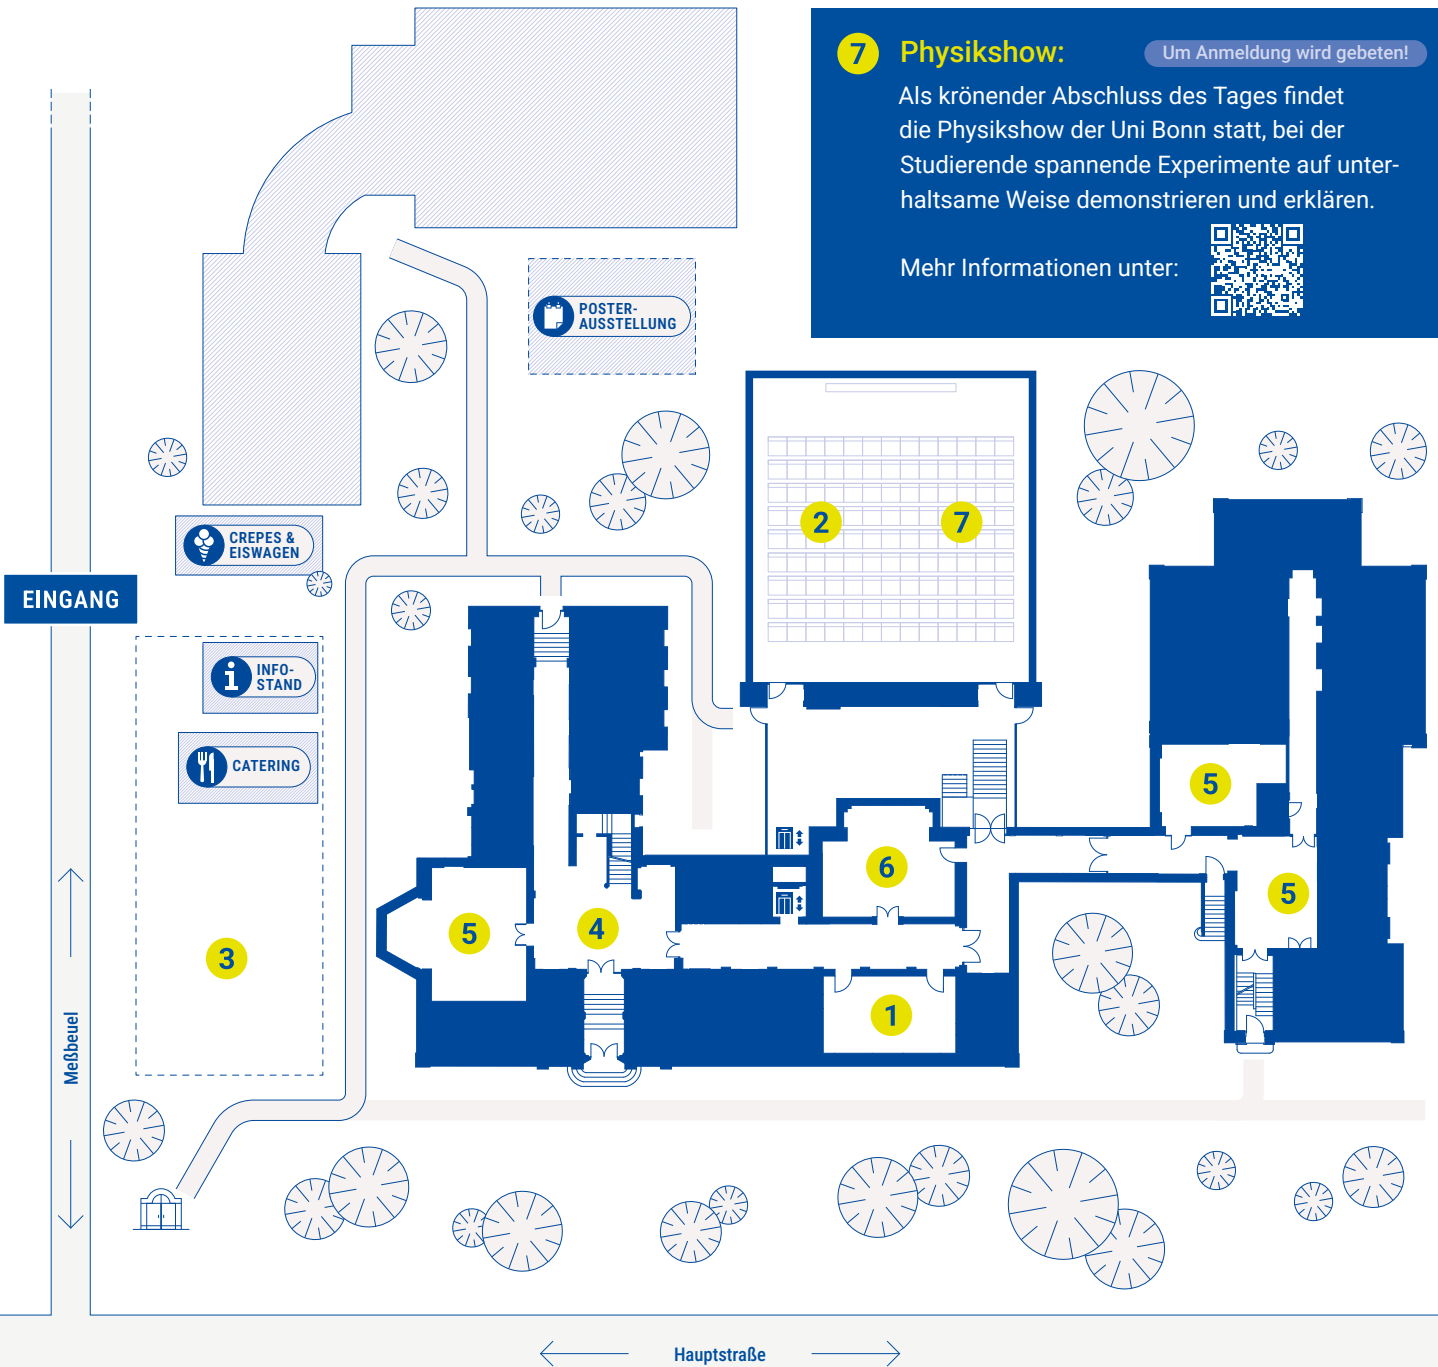 7 Physikshow:
Um Anmeldung wird gebeten!
Als krönender Abschluss des Tages findet
die Physikshow der Uni Bonn statt, bei der
Studierende spannende Experimente auf unter-
haltsame Weise demonstrieren und erklären.
Mehr Informationen unter:
POSTER-
AUSSTELLUNG
2
7
CREPES &
EISWAGEN
EINGANG
INFO-
STAND
CATERING
5
6
5
5
4
3
1
Meßbeuel
Hauptstraße